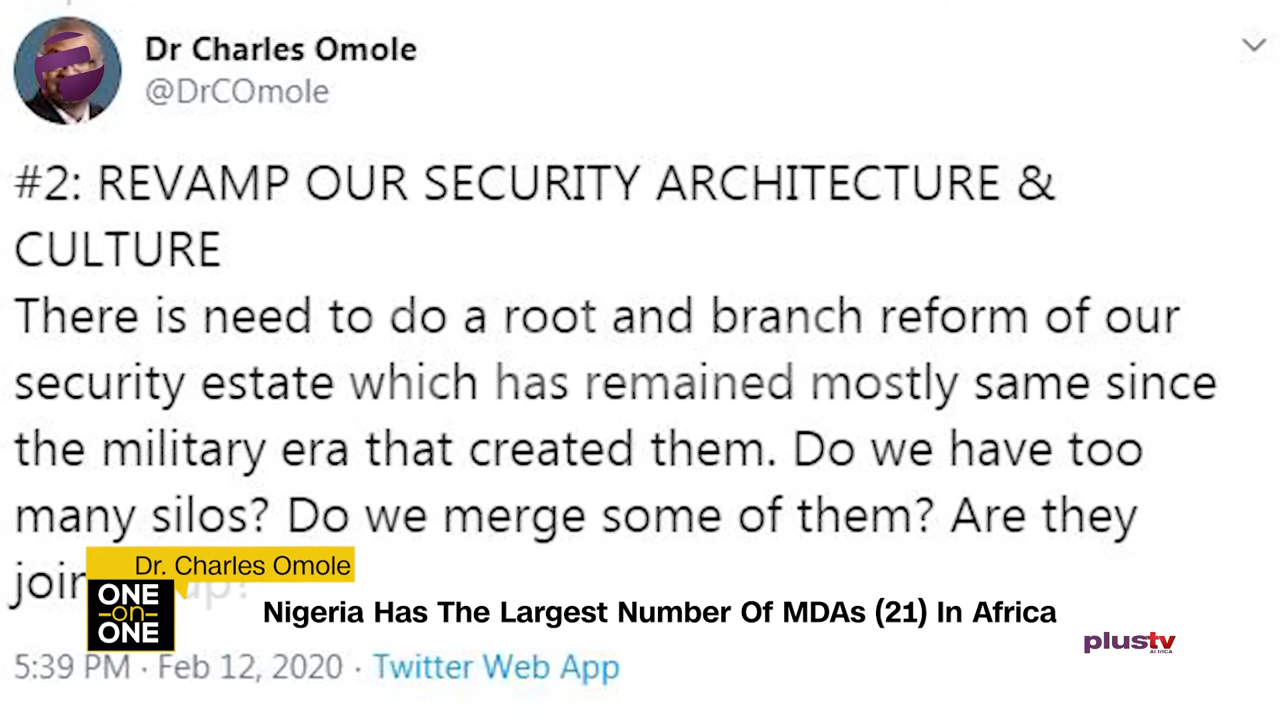 Dr Charles Omole
@DrCOmole
#2: REVAMP OUR SECURITY ARCHITECTURE &
CULTURE
There is need to do a root and branch reform of our
security estate which has remained mostly same since
the military era that created them. Do we have too
many silos? Do we merge some of them? Are they
Dr. Charles Omole
ONE
-on-
ONE
Nigeria Has The Largest Number Of MDAs (21) In Africa
plustv
AFRICA
5:39 PM · Feb 12, 2020 · Twitter Web App